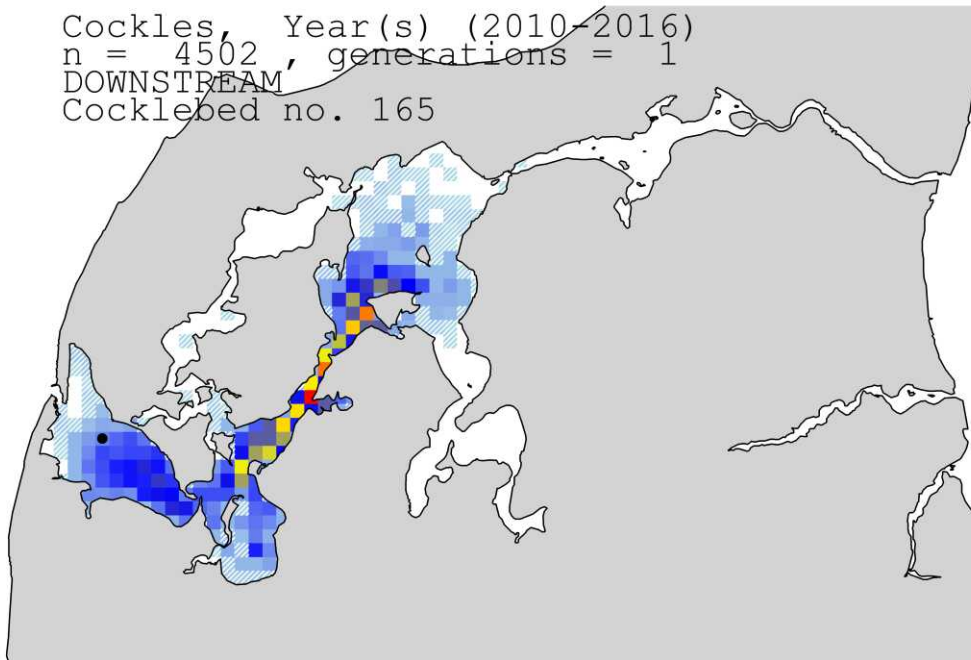 Cockles, Year(s) (2010-2016)
n = 4502 , generations = 1
DOWNSTREAM
Cocklebed no. 165